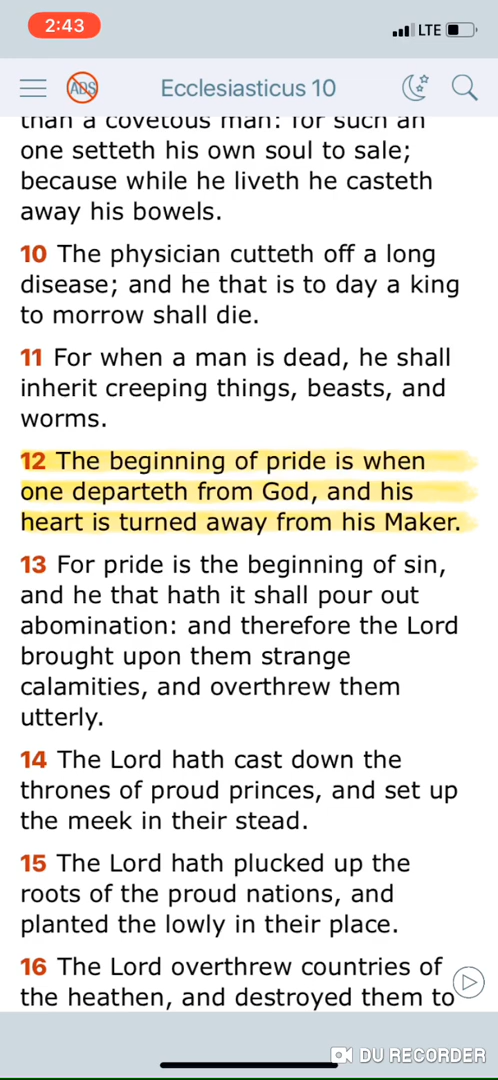 2:43
LTE
ADS
Ecclesiasticus 10
than a covetous man: for such an
one setteth his own soul to sale;
because while he liveth he casteth
away his bowels.
10 The physician cutteth off a long
disease; and he that is to day a king
to morrow shall die.
11 For when a man is dead, he shall
inherit creeping things, beasts, and
worms.
12 The beginning of pride is when
one departeth from God, and his
heart is turned away from his Maker.
13 For pride is the beginning of sin,
and he that hath it shall pour out
abomination: and therefore the Lord
brought upon them strange
calamities, and overthrew them
utterly.
14 The Lord hath cast down the
thrones of proud princes, and set up
the meek in their stead.
15 The Lord hath plucked up the
roots of the proud nations, and
planted the lowly in their place.
16 The Lord overthrew countries of
the heathen, and destroyed them to
DU RECORDER